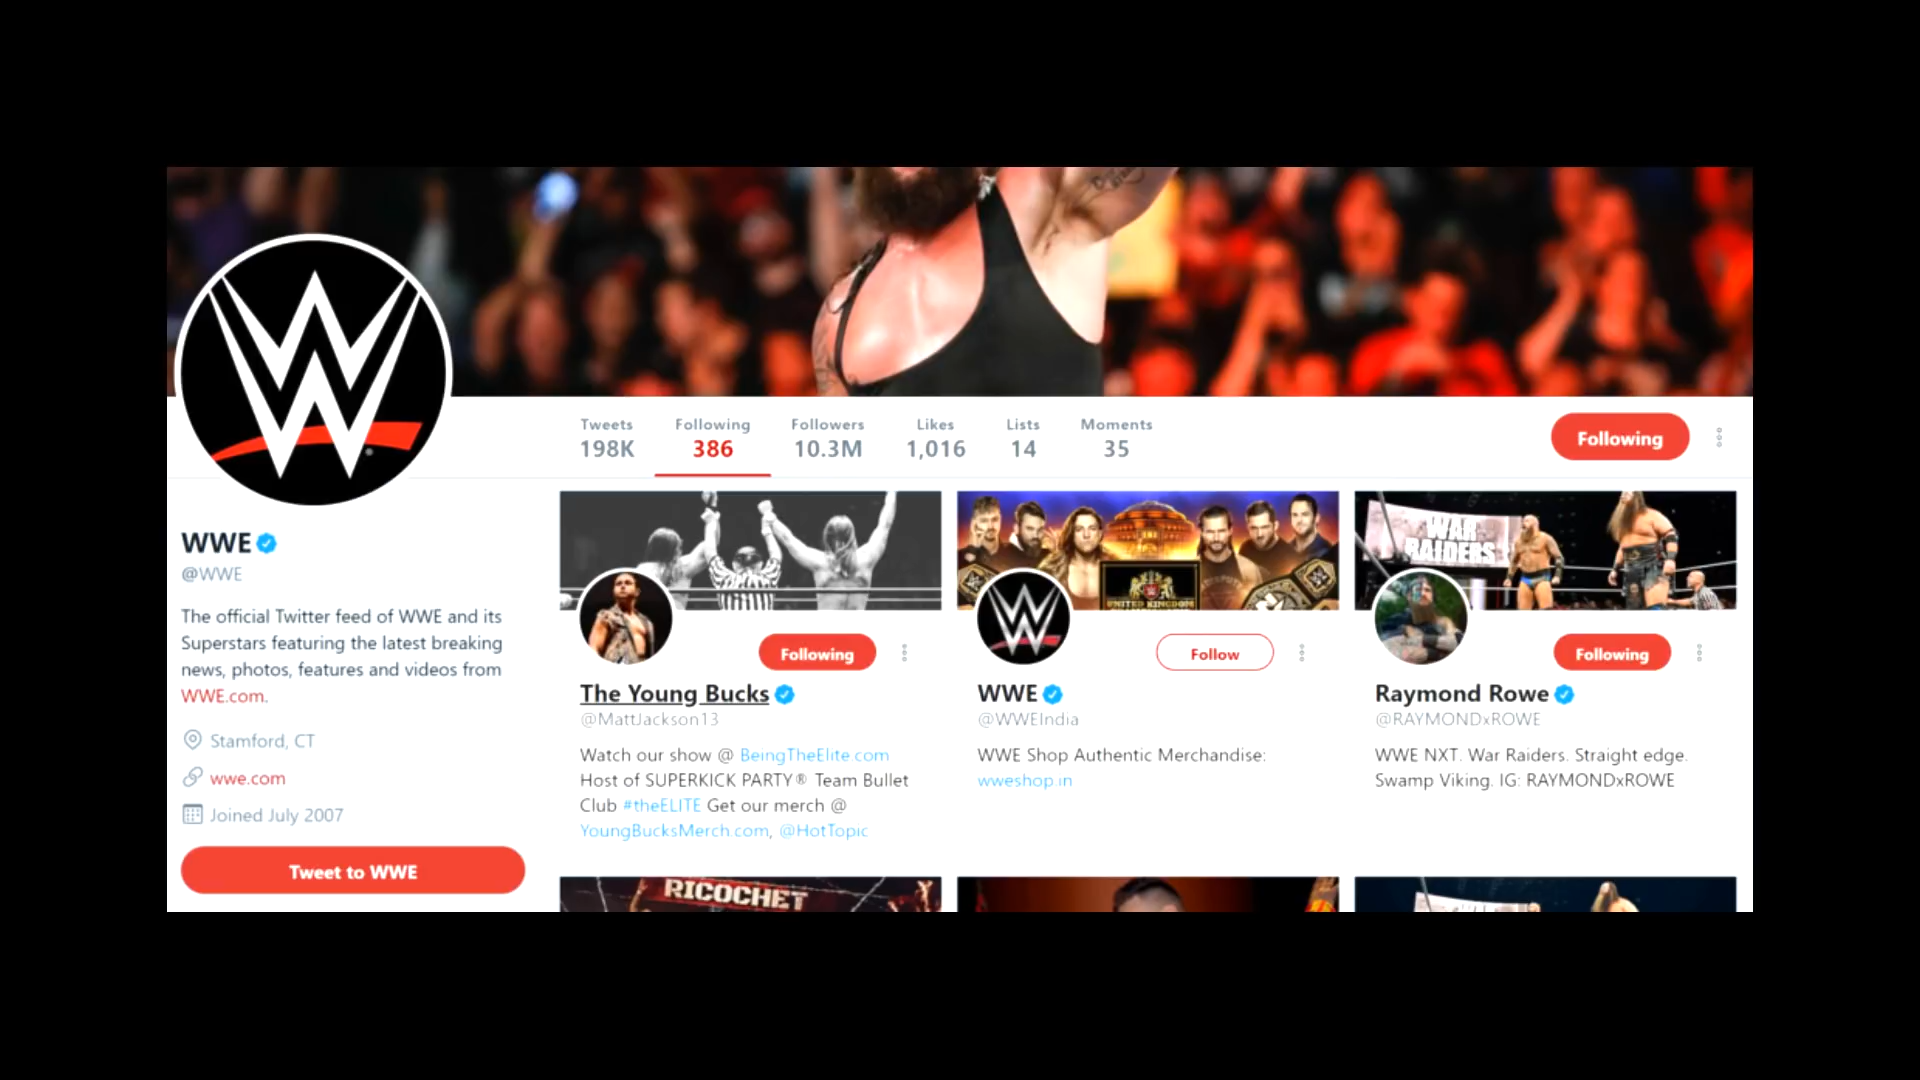 Tweets
198K
Following
386
Followers
10.3M
Likes
1,016
Lists
14
Moments
35
Following
WWE
@WWE
The official Twitter feed of WWE and its
Superstars featuring the latest breaking
news, photos, features and videos from
WWE.com.
Stamford, CT
wwe.com
Joined July 2007
Tweet to WWE
Following
The Young Bucks
@MattJackson13
Watch our show @ BeingTheElite.com
Host of SUPERKICK PARTY® Team Bullet
Club #theELITE Get our merch @
YoungBucksMerch.com, @HotTopic
UNITED KINGDOM
Follow
WWE
@WWEIndia
WWE Shop Authentic Merchandise:
wweshop.in
WAR
RAIDERS
Following
Raymond Rowe
@RAYMONDxROWE
WWE NXT. War Raiders. Straight edge.
Swamp Viking. IG: RAYMONDxROWE
RICOCHET